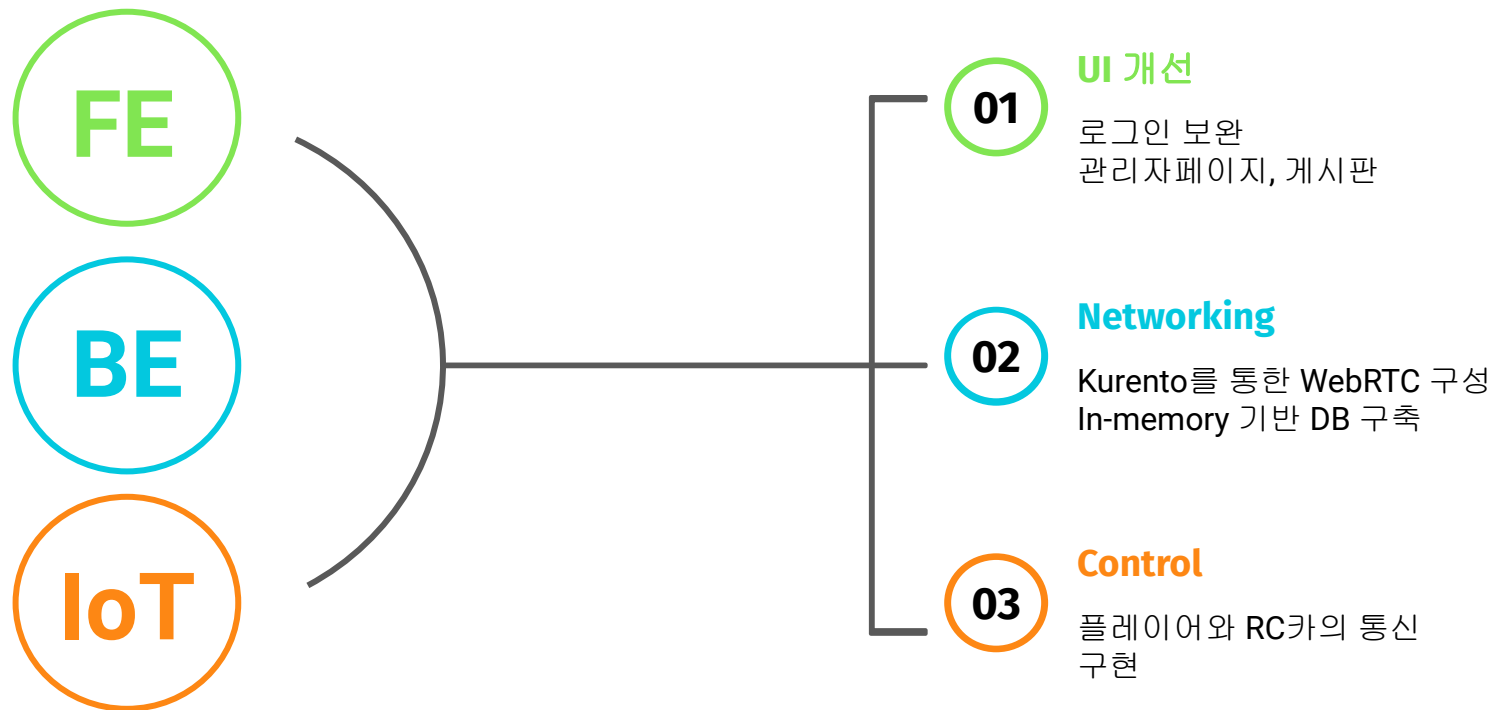 FE
BE
IoT
01
UI 개선
로그인 보완
관리자페이지, 게시판
02
Networking
Kurento를 통한 WebRTC 구성
In-memory 기반 DB 구축
03
Control
플레이어와 RC카의 통신
구현